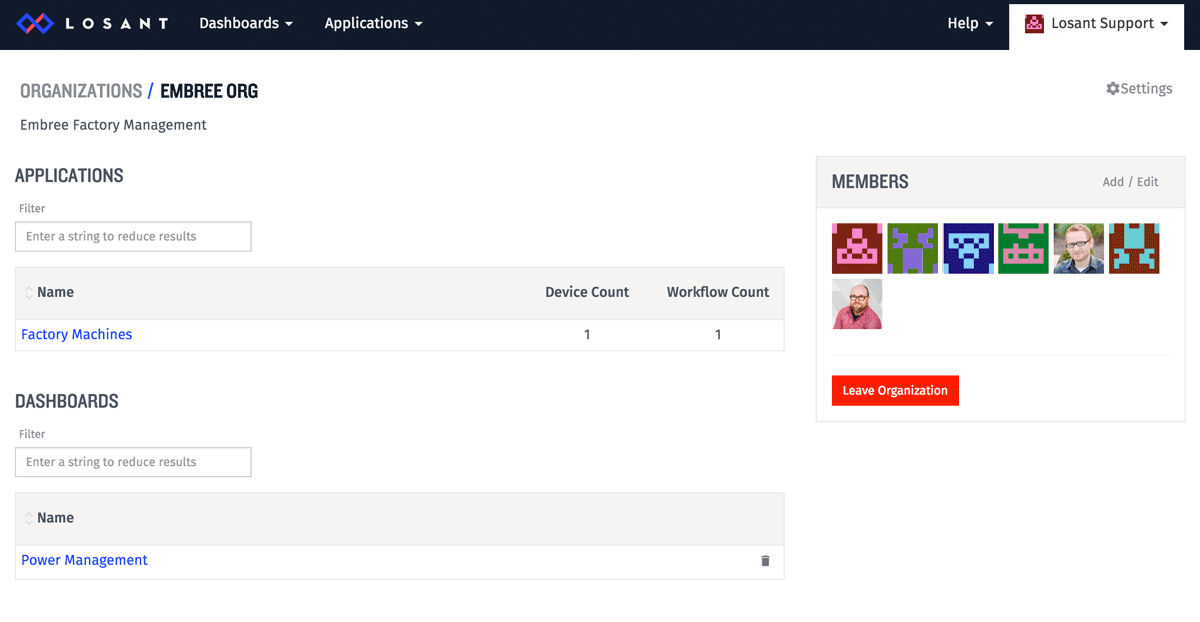 LOSANT Dashboards Applications Help Losant Support
ORGANIZATIONS / EMBREE ORG
Settings
Embree Factory Management
APPLICATIONS
Filter
Enter a string to reduce results
Name Device Count Workflow Count
Factory Machines 1 1
DASHBOARDS
Filter
Enter a string to reduce results
Name
Power Management
MEMBERS Add / Edit
Leave Organization